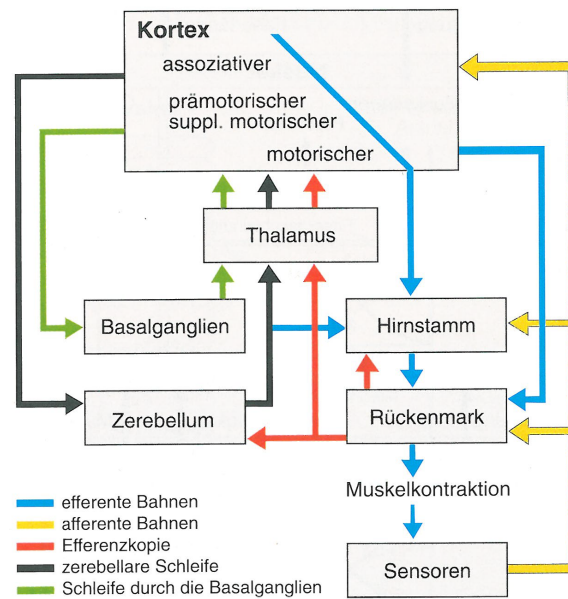 Kortex
assoziativer
prämotorischer
suppl. motorischer
motorischer
Thalamus
Basalganglien
Hirnstamm
Zerebellum
Rückenmark
Muskelkontraktion
Sensoren
efferente Bahnen
afferente Bahnen
Efferenzkopie
zerebellare Schleife
Schleife durch die Basalganglien